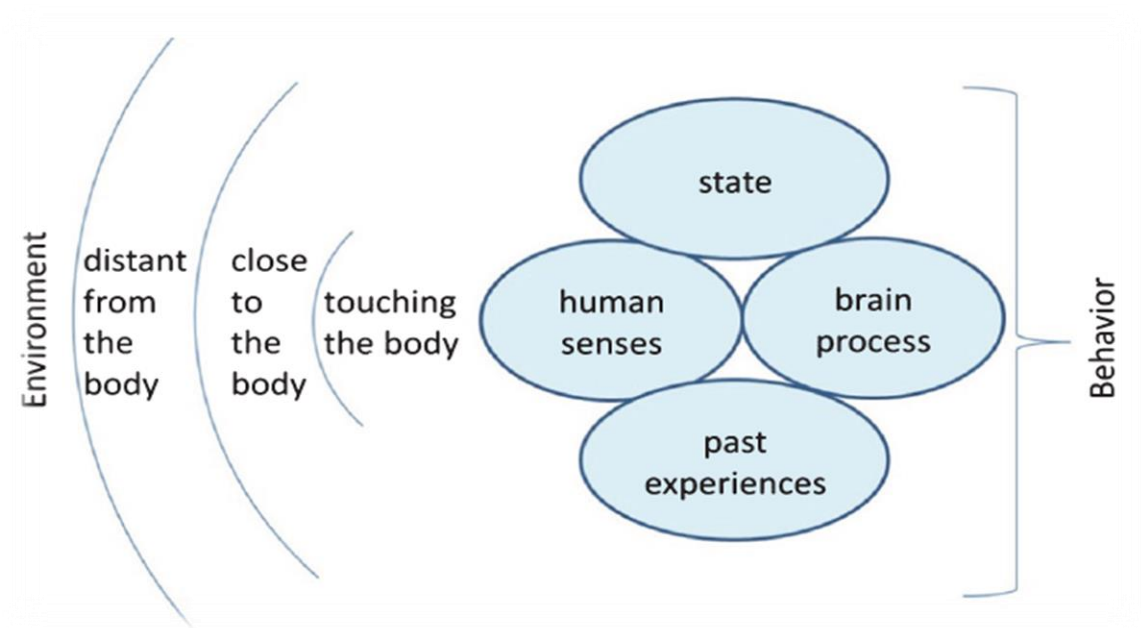 Environment
distant
from
the
body
close
to
the
body
touching
the body
state
human
senses
brain
process
past
experiences
Behavior